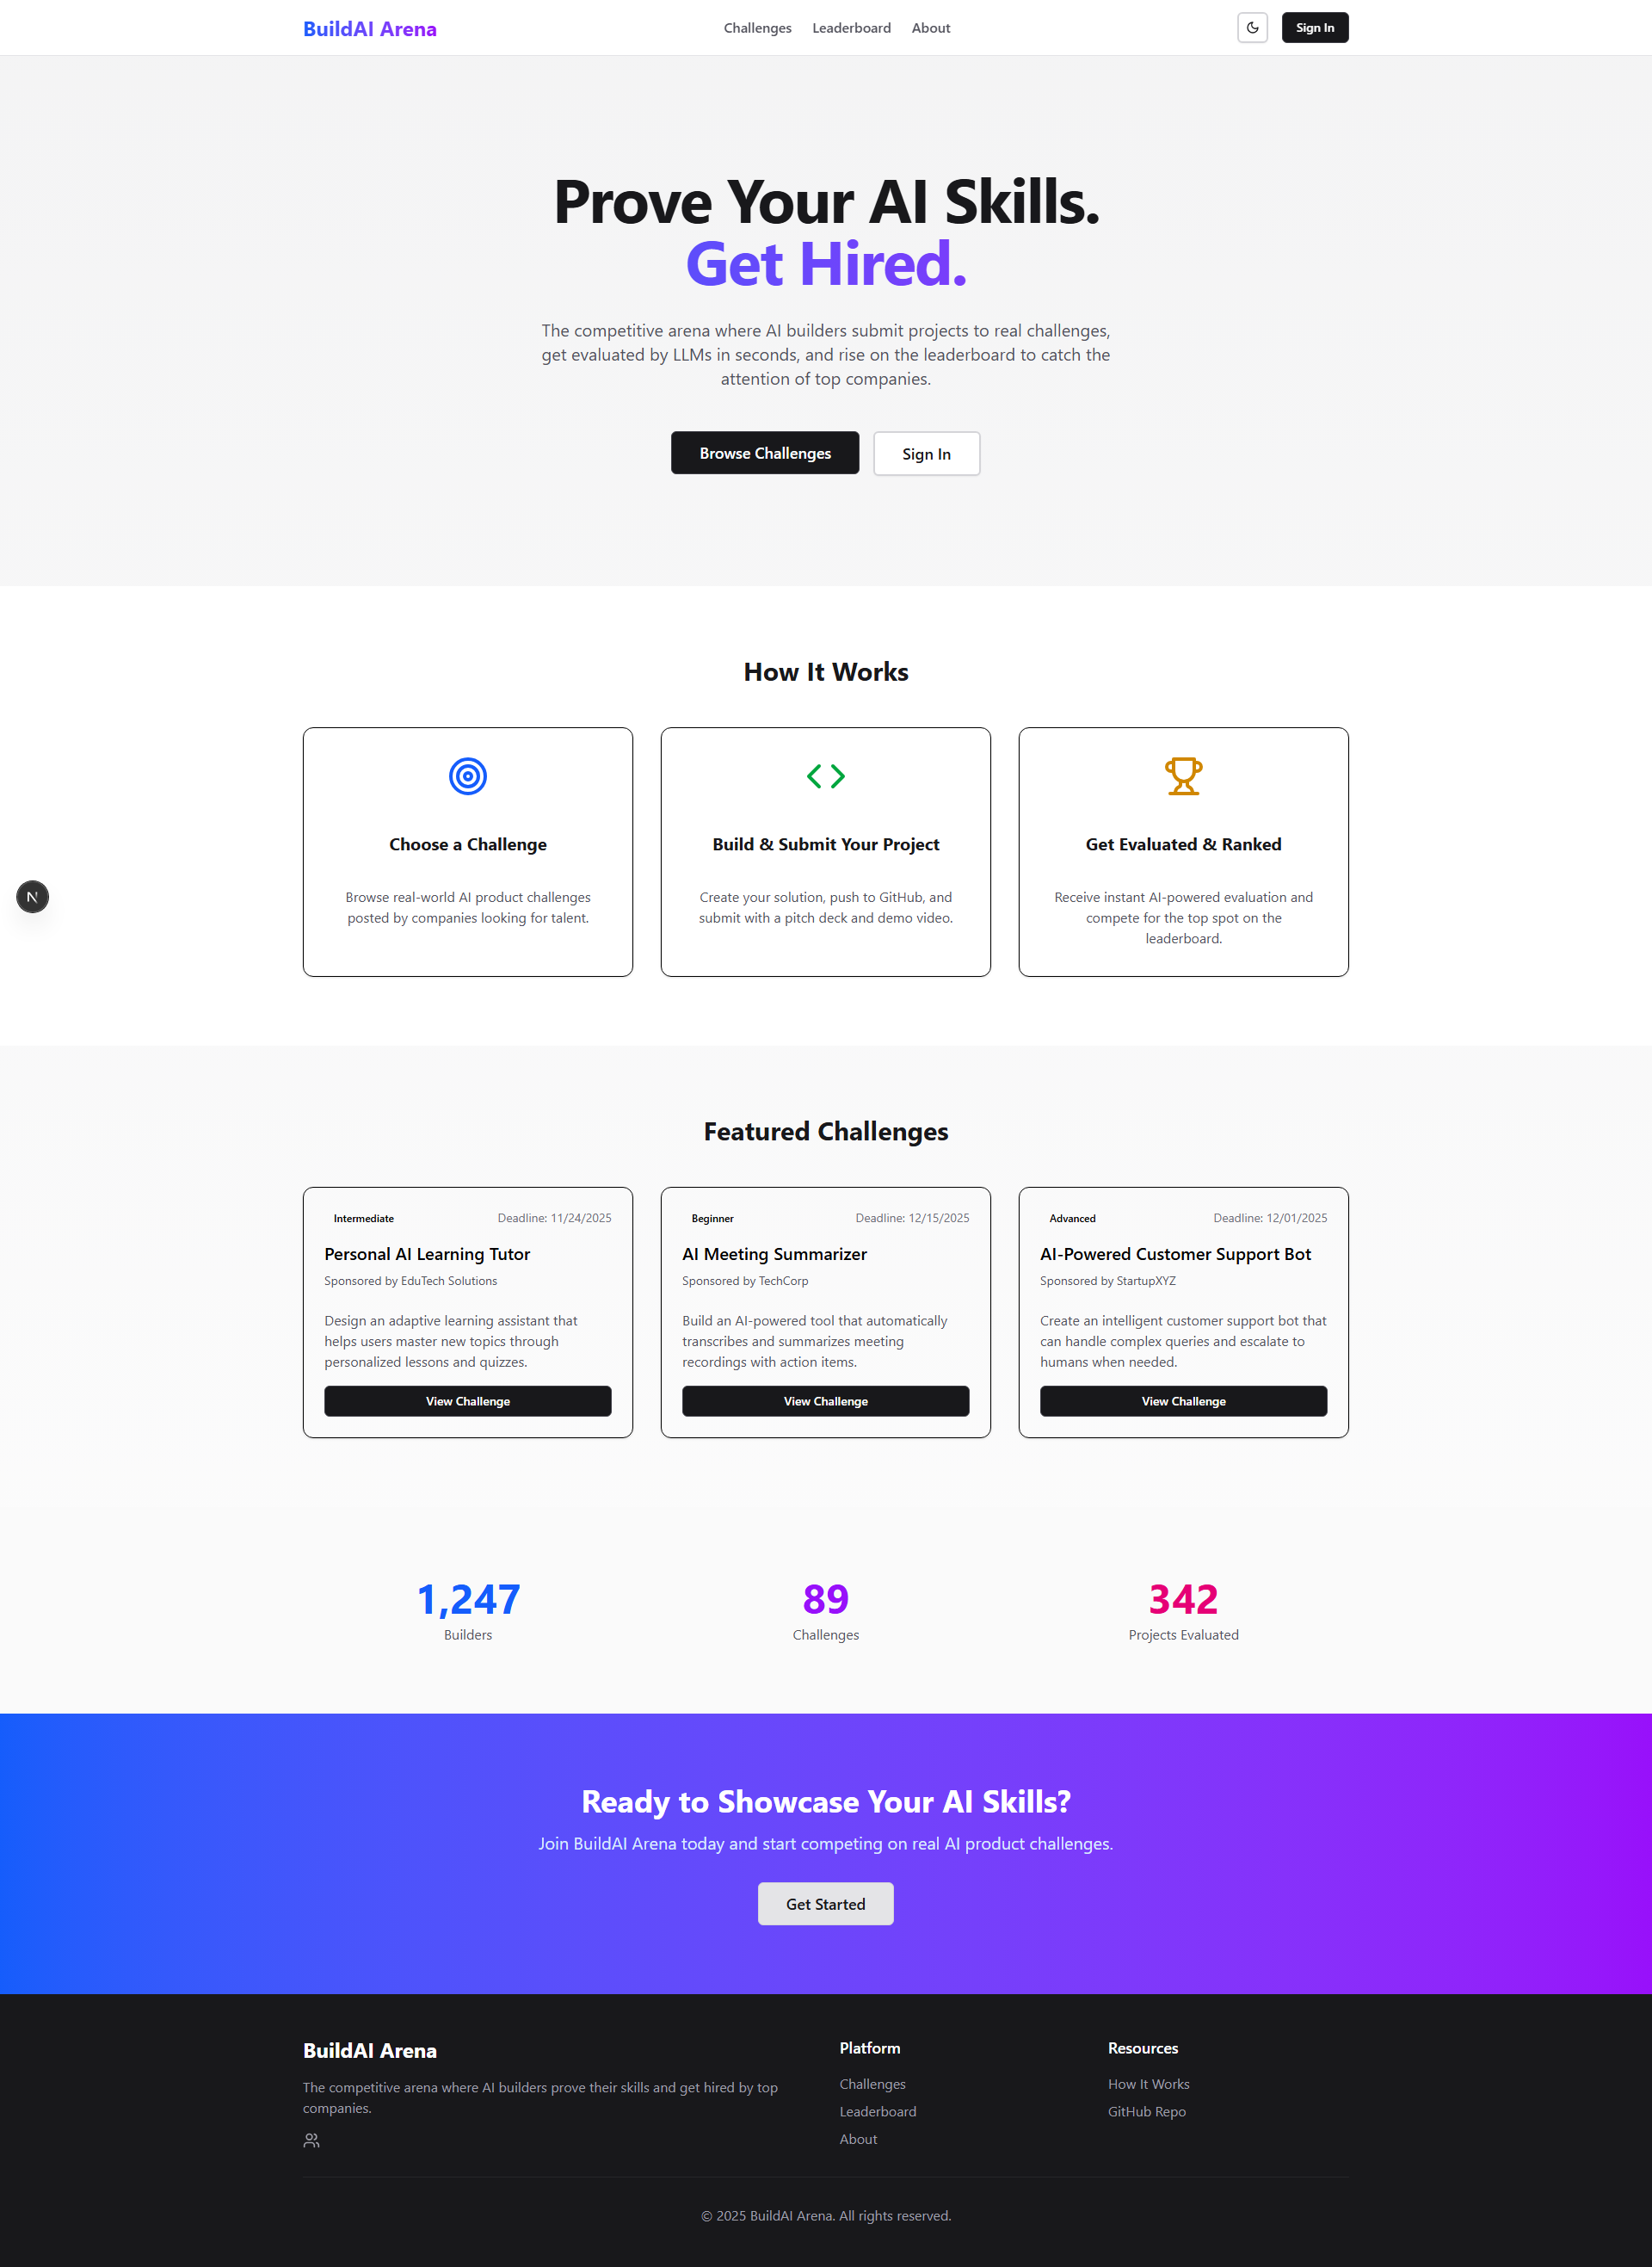 BuildAI Arena
Challenges Leaderboard About
Sign In
Prove Your AI Skills.
Get Hired.
The competitive arena where AI builders submit projects to real challenges,
get evaluated by LLMs in seconds, and rise on the leaderboard to catch the
attention of top companies.
Browse Challenges
Sign In
How It Works
Choose a Challenge
Browse real-world AI product challenges
posted by companies looking for talent.
Build & Submit Your Project
Create your solution, push to GitHub, and
submit with a pitch deck and demo video.
Get Evaluated & Ranked
Receive instant AI-powered evaluation and
compete for the top spot on the
leaderboard.
N
Featured Challenges
Intermediate
Deadline: 11/24/2025
Personal AI Learning Tutor
Sponsored by EduTech Solutions
Design an adaptive learning assistant that
helps users master new topics through
personalized lessons and quizzes.
View Challenge
Beginner
Deadline: 12/15/2025
AI Meeting Summarizer
Sponsored by TechCorp
Build an AI-powered tool that automatically
transcribes and summarizes meeting
recordings with action items.
View Challenge
Advanced
Deadline: 12/01/2025
AI-Powered Customer Support Bot
Sponsored by StartupXYZ
Create an intelligent customer support bot that
can handle complex queries and escalate to
humans when needed.
View Challenge
1,247
Builders
89
Challenges
342
Projects Evaluated
Ready to Showcase Your AI Skills?
Join BuildAI Arena today and start competing on real AI product challenges.
Get Started
BuildAI Arena
The competitive arena where AI builders prove their skills and get hired by top
companies.
Platform
Challenges
Leaderboard
About
Resources
How It Works
GitHub Repo
© 2025 BuildAI Arena. All rights reserved.